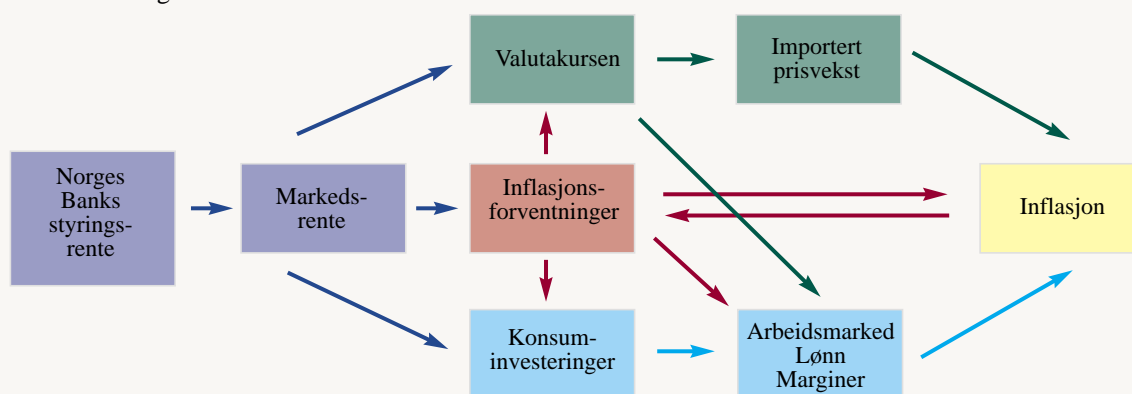 Valutakursen
Importert
prisvekst
Norges
Banks
styrings-
rente
Markeds-
rente
Inflasjons-
forventninger
Inflasjon
Konsum-
investeringer
Arbeidsmarked
Lønn
Marginer